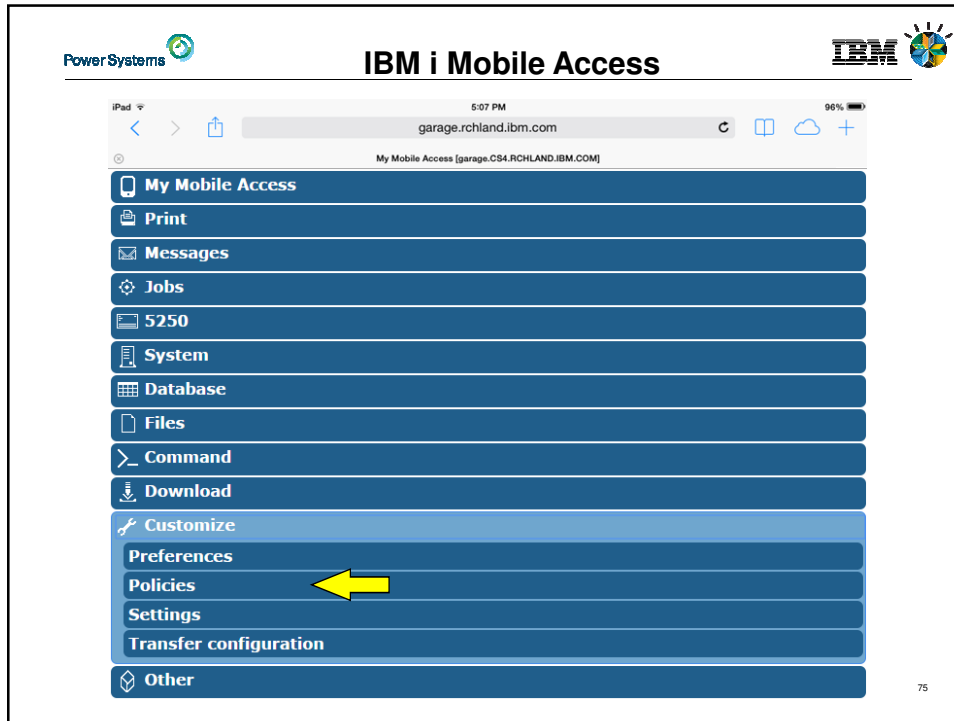 Power Systems
IBM i Mobile Access
IBM
iPad 5:07 PM 96%
garage.rchland.ibm.com
My Mobile Access [garage.CS4.RCHLAND.IBM.COM]
My Mobile Access
Print
Messages
Jobs
5250
System
Database
Files
Command
Download
Customize
Preferences
Policies
Settings
Transfer configuration
Other
75